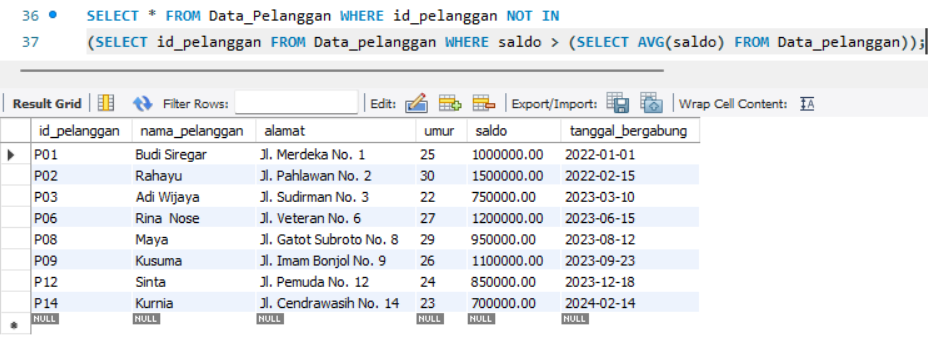 36 SELECT * FROM Data_Pelanggan WHERE id_pelanggan NOT IN
37 (SELECT id_pelanggan FROM Data_pelanggan WHERE saldo > (SELECT AVG(saldo) FROM Data_pelanggan));
Result Grid Filter Rows: Edit: Export/Import: Wrap Cell Content: IA
id_pelanggan nama_pelanggan alamat umur saldo tanggal_bergabung
P01 Budi Siregar Jl. Merdeka No. 1 25 1000000.00 2022-01-01
P02 Rahayu Jl. Pahlawan No. 2 30 1500000.00 2022-02-15
P03 Adi Wijaya Jl. Sudirman No. 3 22 750000.00 2023-03-10
P06 Rina Nose Jl. Veteran No. 6 27 1200000.00 2023-06-15
P08 Maya Jl. Gatot Subroto No. 8 29 950000.00 2023-08-12
P09 Kusuma Jl. Imam Bonjol No. 9 26 1100000.00 2023-09-23
P12 Sinta Jl. Pemuda No. 12 24 850000.00 2023-12-18
P14 Kurnia Jl. Cendrawasih No. 14 23 700000.00 2024-02-14
NULL NULL NULL NULL NULL NULL